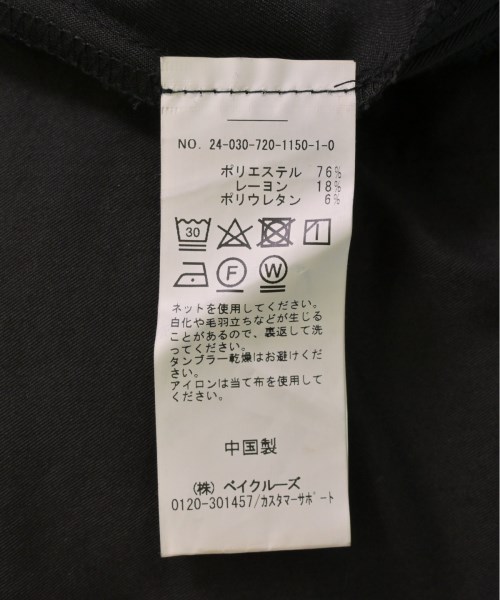 NO. 24-030-720-1150-1-0
ポリエステル 76%
レーヨン 18%
ポリウレタン 6%
30
F W
ネットを使用してください。
白化や毛羽立ちなどが生じる
ことがあるので、裏返して洗
ってください。
タンブラー乾燥はお避けくだ
さい。
アイロンは当て布を使用して
ください。
中国製
(株) ベイクルーズ
0120-301457/カスタマーサポート